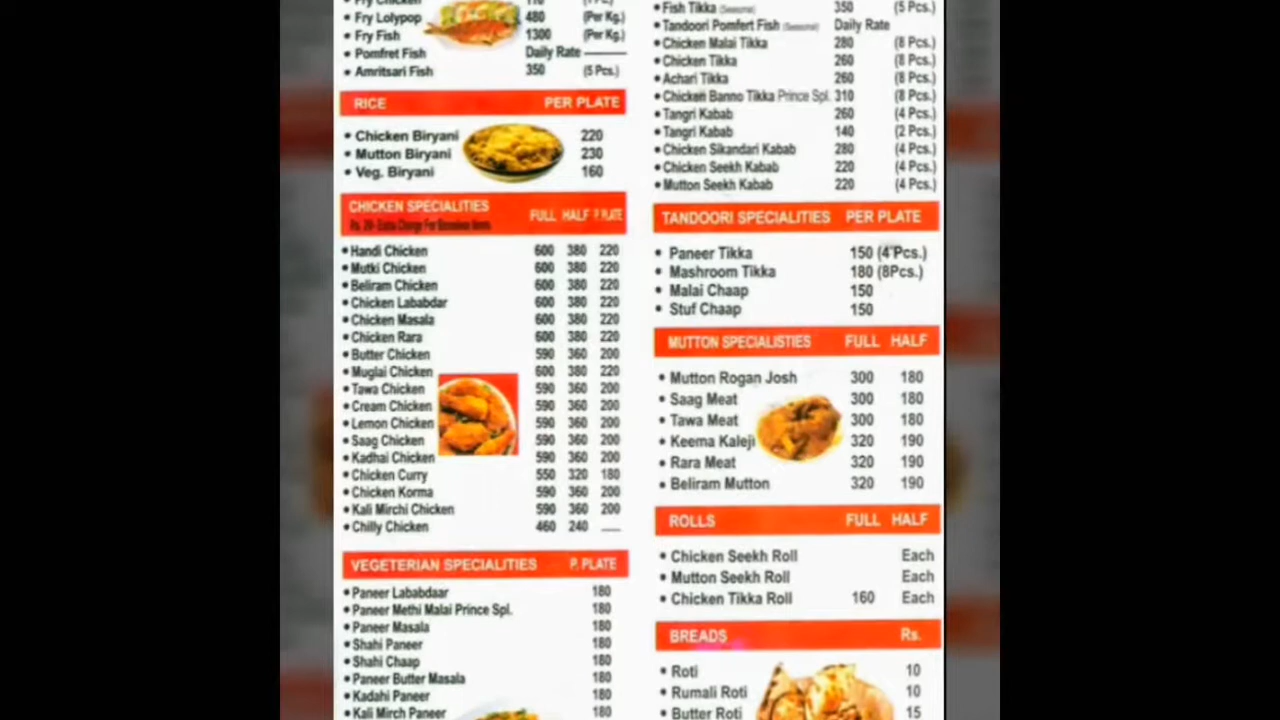 Fry Chicken 110 (1 Pc.)
• Fry Lolypop 480 (Per Kg.)
• Fry Fish 1300 (Per Kg.)
• Pomfret Fish Daily Rate
• Amritsari Fish 350 (5 Pcs.)
RICE PER PLATE
• Chicken Biryani 220
• Mutton Biryani 230
• Veg. Biryani 160
CHICKEN SPECIALITIES FULL HALF P. PLATE
Extra Charge For Boneless Items
• Handi Chicken 600 380 220
• Mutki Chicken 600 380 220
• Beliram Chicken 600 380 220
• Chicken Lababdar 600 380 220
• Chicken Masala 600 380 220
• Chicken Rara 600 380 220
• Butter Chicken 590 360 200
• Muglai Chicken 600 380 220
• Tawa Chicken 590 360 200
• Cream Chicken 590 360 200
• Lemon Chicken 590 360 200
• Saag Chicken 590 360 200
• Kadhai Chicken 590 360 200
• Chicken Curry 550 320 180
• Chicken Korma 590 360 200
• Kali Mirchi Chicken 590 360 200
• Chilly Chicken 460 240
VEGETERIAN SPECIALITIES P. PLATE
• Paneer Lababdaar 180
• Paneer Methi Malai Prince Spl. 180
• Paneer Masala 180
• Shahi Paneer 180
• Shahi Chaap 180
• Paneer Butter Masala 180
• Kadahi Paneer 180
• Kali Mirch Paneer 180
• Fish Tikka (Seasonal) 350 (5 Pcs.)
• Tandoori Pomfert Fish (Seasonal) Daily Rate
• Chicken Malai Tikka 280 (8 Pcs.)
• Chicken Tikka 260 (8 Pcs.)
• Achari Tikka 260 (8 Pcs.)
• Chicken Banno Tikka Prince Spl. 310 (8 Pcs.)
• Tangri Kabab 260 (4 Pcs.)
• Tangri Kabab 140 (2 Pcs.)
• Chicken Sikandari Kabab 280 (4 Pcs.)
• Chicken Seekh Kabab 220 (4 Pcs.)
• Mutton Seekh Kabab 220 (4 Pcs.)
TANDOORI SPECIALITIES PER PLATE
• Paneer Tikka 150 (4 Pcs.)
• Mashroom Tikka 180 (8Pcs.)
• Malai Chaap 150
• Stuf Chaap 150
MUTTON SPECIALISTIES FULL HALF
• Mutton Rogan Josh 300 180
• Saag Meat 300 180
• Tawa Meat 300 180
• Keema Kaleji 320 190
• Rara Meat 320 190
• Beliram Mutton 320 190
ROLLS FULL HALF
• Chicken Seekh Roll Each
• Mutton Seekh Roll Each
• Chicken Tikka Roll 160 Each
BREADS Rs.
• Roti 10
• Rumali Roti 10
• Butter Roti 15